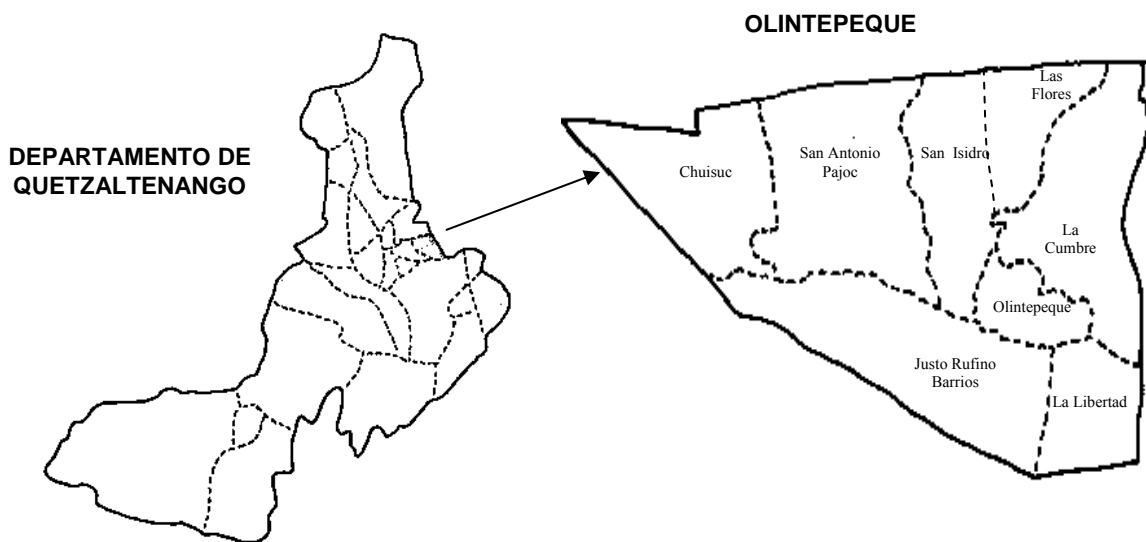 OLINTEPEQUE
DEPARTAMENTO DE
QUETZALTENANGO
Las
Flores
Chuisuc
San Antonio
Pajoc
San Isidro
La
Cumbre
Olintepeque
Justo Rufino
Barrios
La Libertad